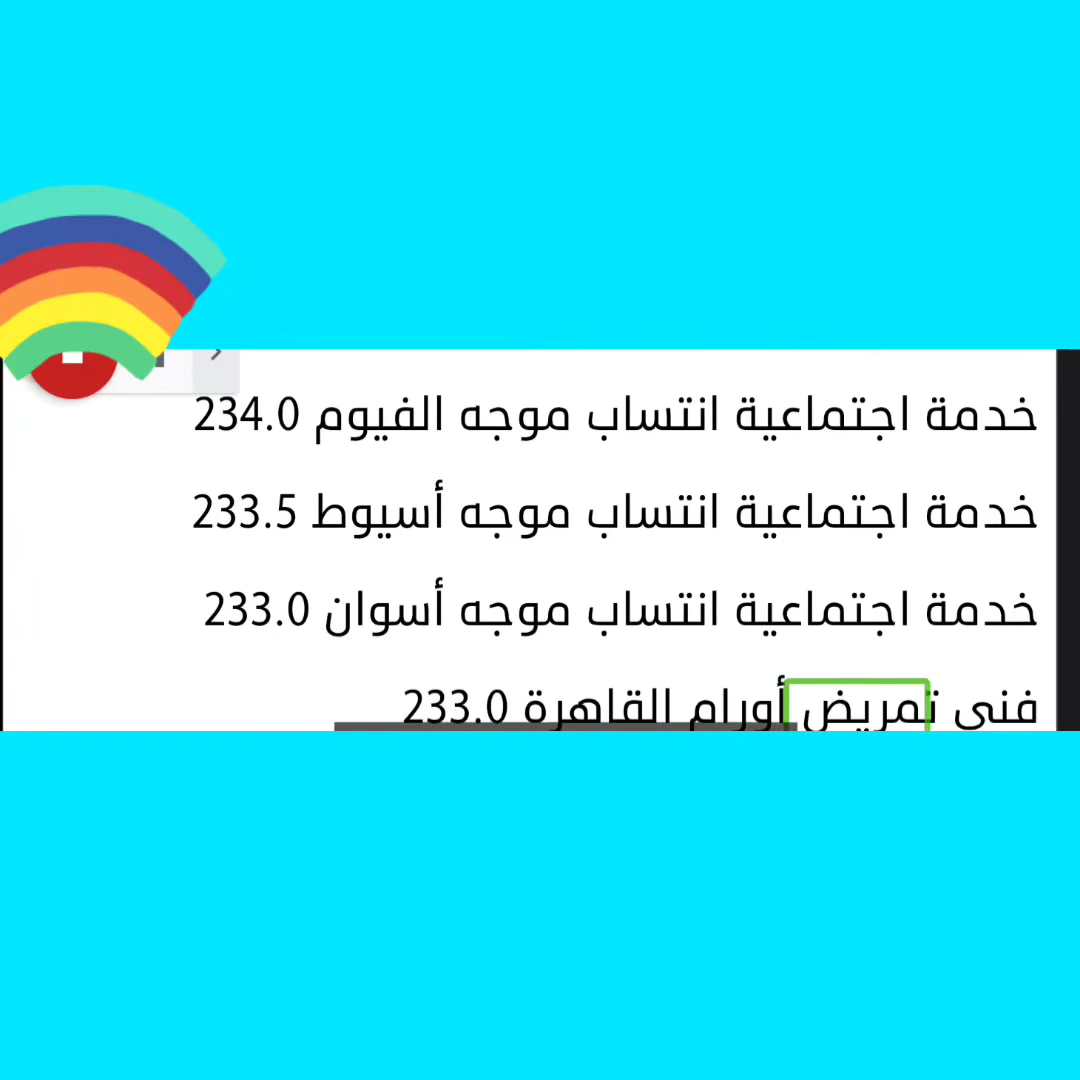 خدمة اجتماعية انتساب موجه الفيوم 234.0
خدمة اجتماعية انتساب موجه أسيوط 233.5
خدمة اجتماعية انتساب موجه أسوان 233.0
فنى تمريض أورام القاهرة 233.0